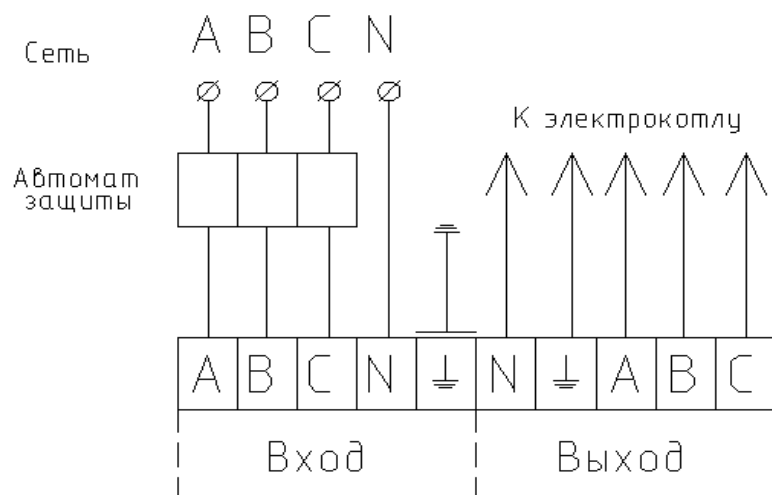 A B C N
Сеть
К электрокотлу
Автомат
защиты
A B C N N A B C
Вход Выход